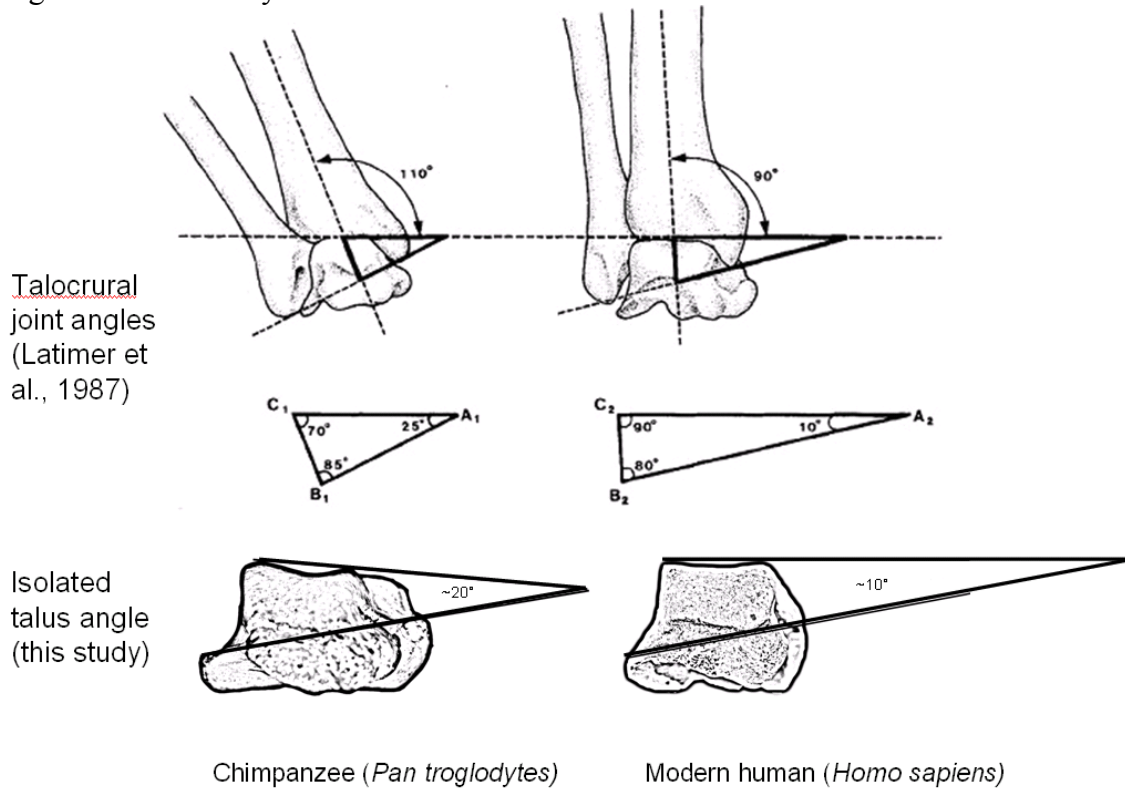 110°
90°
Talocrural
joint angles
(Latimer et
al., 1987)
C₁
A₁
70°
25°
85°
B₁
C₂
A₂
90°
10°
80°
B₂
Isolated
talus angle
(this study)
~20°
~10°
Chimpanzee (Pan troglodytes)
Modern human (Homo sapiens)